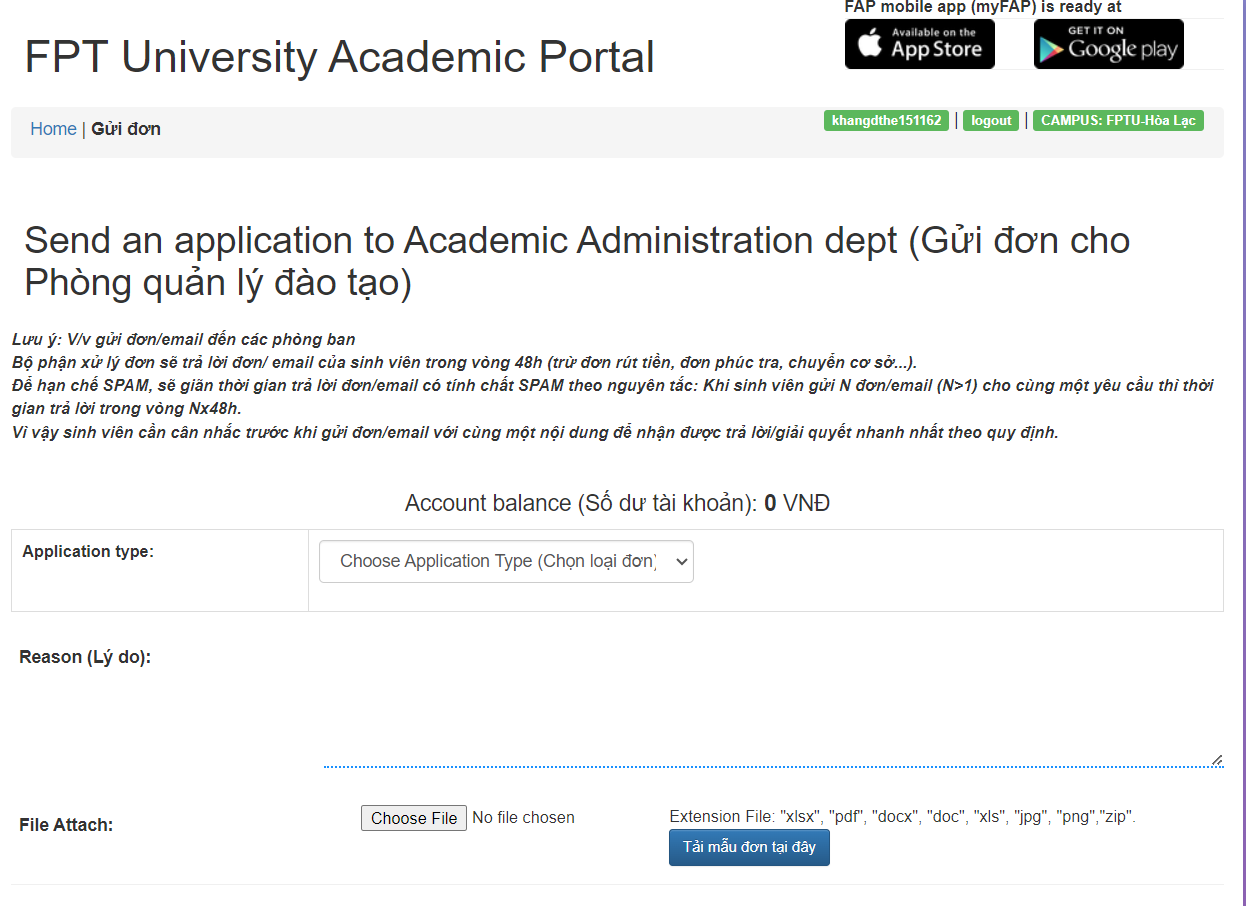 FAP mobile app (myFAP) is ready at
FPT University Academic Portal
Available on the
App Store
GET IT ON
Google play
Home | Gửi đơn
khangdthe151162 | logout | CAMPUS: FPTU-Hòa Lạc
Send an application to Academic Administration dept (Gửi đơn cho
Phòng quản lý đào tạo)
Lưu ý: V/v gửi đơn/email đến các phòng ban
Bộ phận xử lý đơn sẽ trả lời đơn/ email của sinh viên trong vòng 48h (trừ đơn rút tiền, đơn phúc tra, chuyển cơ sở...).
Để hạn chế SPAM, sẽ giãn thời gian trả lời đơn/email có tính chất SPAM theo nguyên tắc: Khi sinh viên gửi N đơn/email (N>1) cho cùng một yêu cầu thì thời
gian trả lời trong vòng Nx48h.
Vì vậy sinh viên cần cân nhắc trước khi gửi đơn/email với cùng một nội dung để nhận được trả lời/giải quyết nhanh nhất theo quy định.
Account balance (Số dư tài khoản): 0 VNĐ
Application type:
Choose Application Type (Chọn loại đơn)
Reason (Lý do):
File Attach:
Choose File No file chosen
Extension File: "xlsx", "pdf", "docx", "doc", "xls", "jpg", "png","zip".
Tải mẫu đơn tại đây